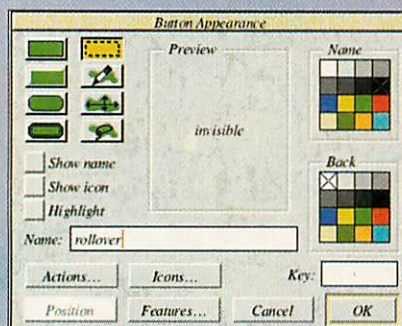 Button Appearance
Preview
Name
invisible
Show name
Show icon
Highlight
Back
Name: rollover
Actions...
Icons...
Key:
Position
Features...
Cancel
OK